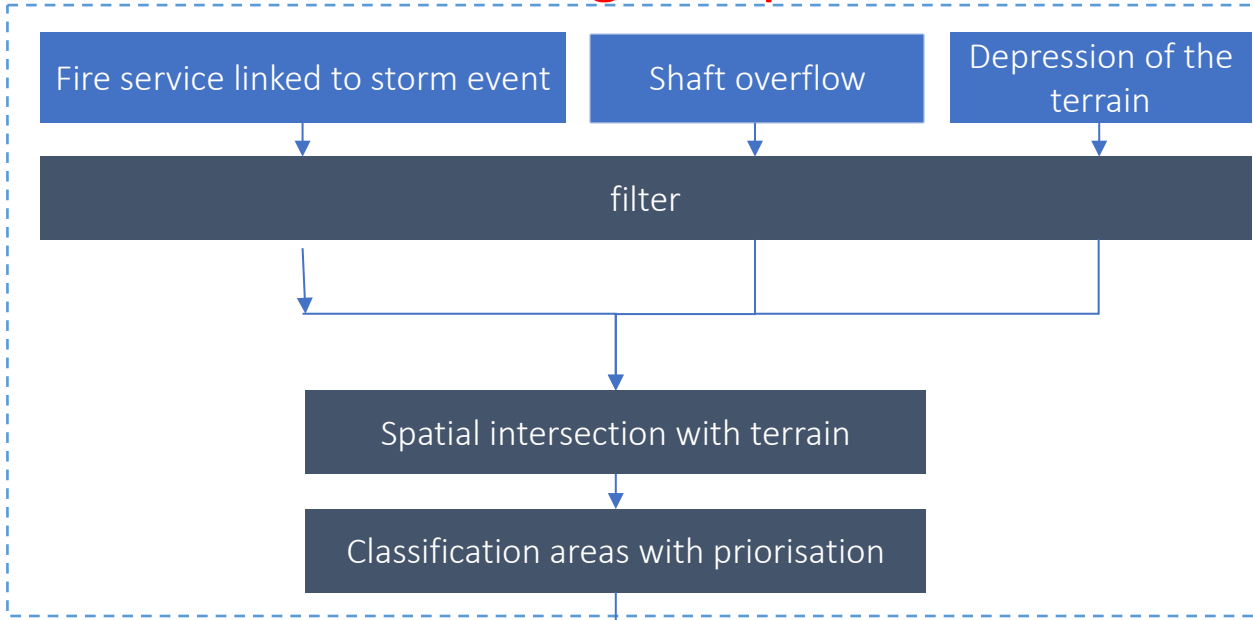 Fire service linked to storm event
Shaft overflow
Depression of the
terrain
filter
Spatial intersection with terrain
Classification areas with priorisation